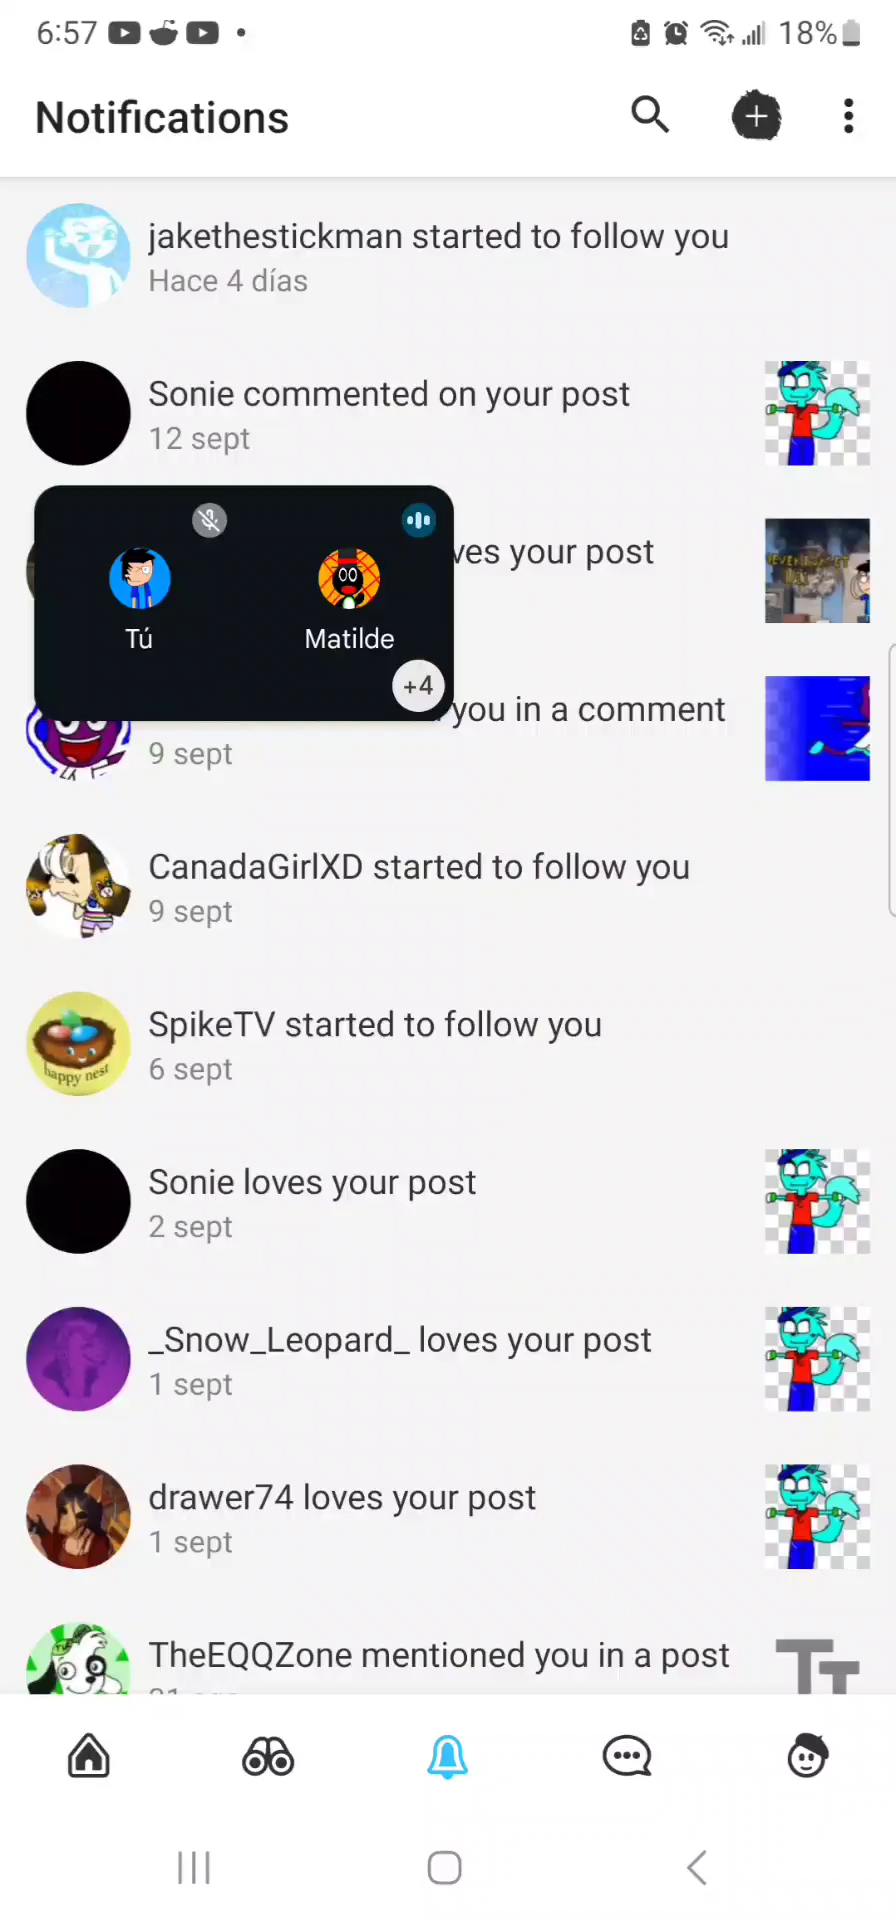 6:57
18%
Notifications
jakethestickman started to follow you
Hace 4 días
Sonie commented on your post
12 sept
your post
Tú
Matilde
+4
you in a comment
9 sept
CanadaGirlXD started to follow you
9 sept
SpikeTV started to follow you
6 sept
happy nest
Sonie loves your post
2 sept
_Snow_Leopard_ loves your post
1 sept
drawer74 loves your post
1 sept
TheEQQZone mentioned you in a post
TT